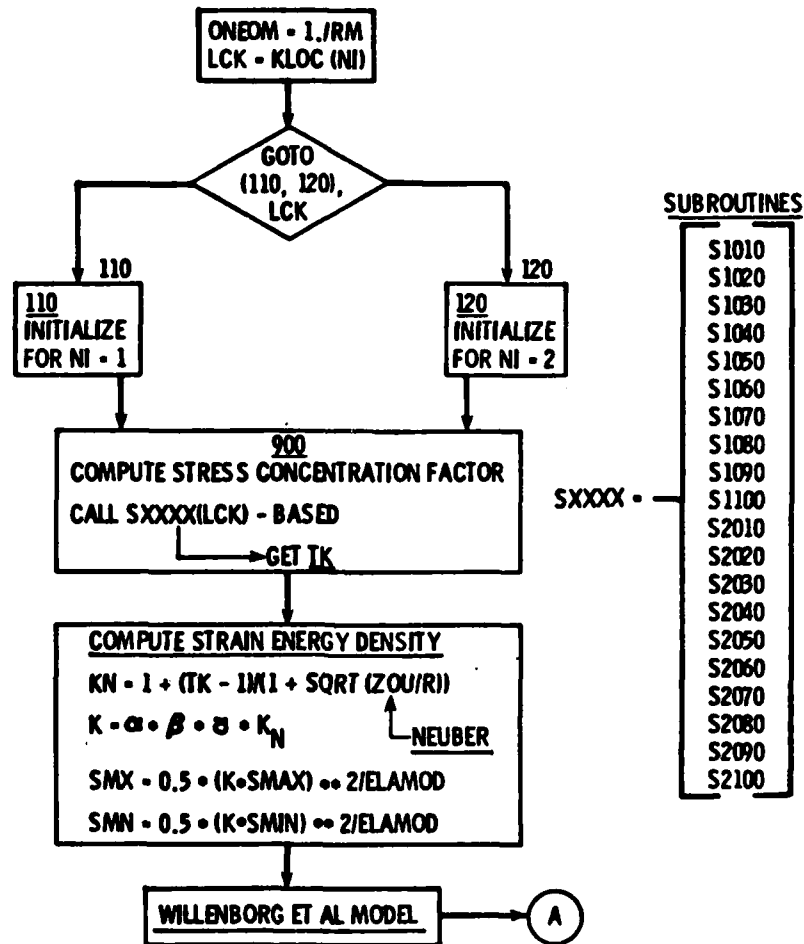 ONEOM = 1./RM
LCK = KLOC (NI)
GOTO
(110, 120),
LCK
110
120
110
INITIALIZE
FOR NI = 1
120
INITIALIZE
FOR NI = 2
900
COMPUTE STRESS CONCENTRATION FACTOR
CALL SXXXX(LCK) - BASED
GET TK
COMPUTE STRAIN ENERGY DENSITY
KN = 1 + (TK - 1)/(1 + SQRT (ZOU/R))
K = α * β * γ * K_N
NEUBER
SMX = 0.5 * (K*SMAX) ** 2/ELAMOD
SMN = 0.5 * (K*SMIN) ** 2/ELAMOD
WILLENBORG ET AL MODEL
A
SUBROUTINES
SXXXX =
S1010
S1020
S1030
S1040
S1050
S1060
S1070
S1080
S1090
S1100
S2010
S2020
S2030
S2040
S2050
S2060
S2070
S2080
S2090
S2100